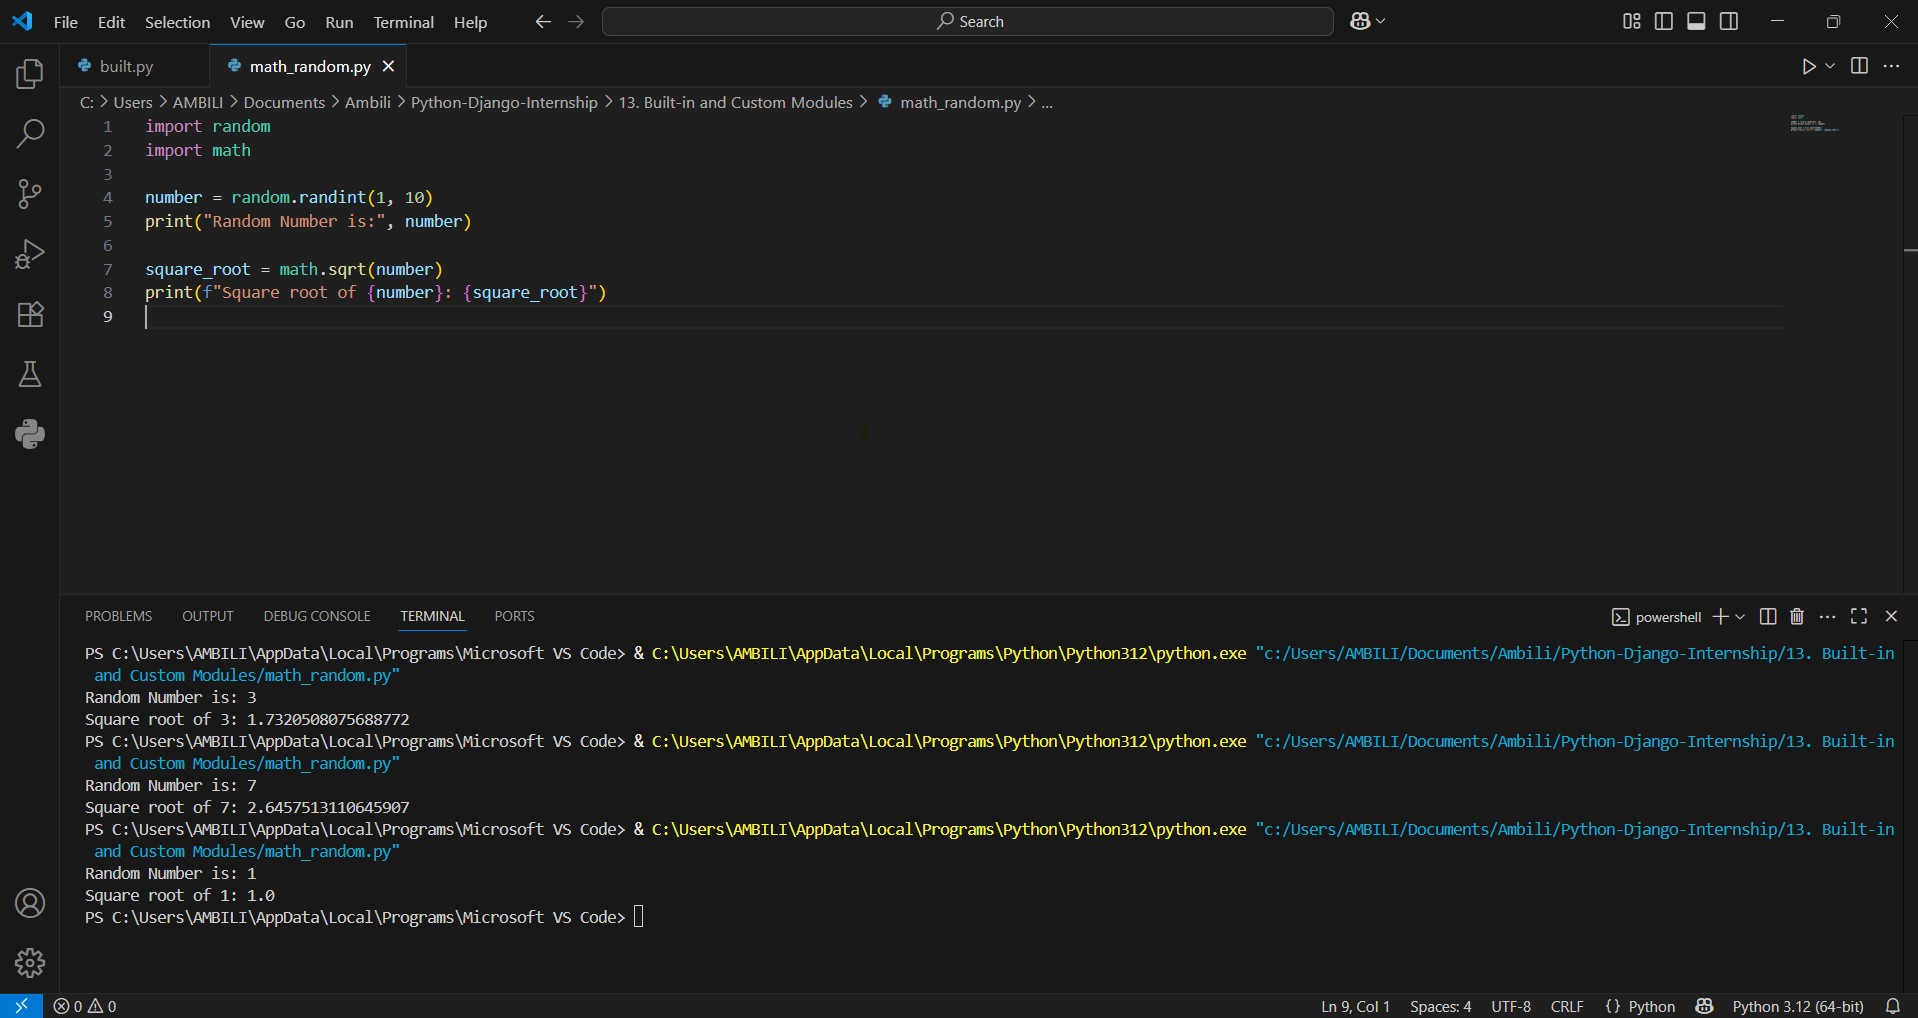 File Edit Selection View Go Run Terminal Help Search
built.py math_random.py
C: > Users > AMBILI > Documents > Ambili > Python-Django-Internship > 13. Built-in and Custom Modules > math_random.py > ...
1 import random
2 import math
3
4 number = random.randint(1, 10)
5 print("Random Number is:", number)
6
7 square_root = math.sqrt(number)
8 print(f"Square root of {number}: {square_root}")
9
PROBLEMS OUTPUT DEBUG CONSOLE TERMINAL PORTS powershell
PS C:\Users\AMBILI\AppData\Local\Programs\Microsoft VS Code> & C:\Users\AMBILI\AppData\Local\Programs\Python\Python312\python.exe "c:/Users/AMBILI/Documents/Ambili/Python-Django-Internship/13. Built-in
and Custom Modules/math_random.py"
Random Number is: 3
Square root of 3: 1.7320508075688772
PS C:\Users\AMBILI\AppData\Local\Programs\Microsoft VS Code> & C:\Users\AMBILI\AppData\Local\Programs\Python\Python312\python.exe "c:/Users/AMBILI/Documents/Ambili/Python-Django-Internship/13. Built-in
and Custom Modules/math_random.py"
Random Number is: 7
Square root of 7: 2.6457513110645907
PS C:\Users\AMBILI\AppData\Local\Programs\Microsoft VS Code> & C:\Users\AMBILI\AppData\Local\Programs\Python\Python312\python.exe "c:/Users/AMBILI/Documents/Ambili/Python-Django-Internship/13. Built-in
and Custom Modules/math_random.py"
Random Number is: 1
Square root of 1: 1.0
PS C:\Users\AMBILI\AppData\Local\Programs\Microsoft VS Code>
0 0 Ln 9, Col 1 Spaces: 4 UTF-8 CRLF {} Python Python 3.12 (64-bit)